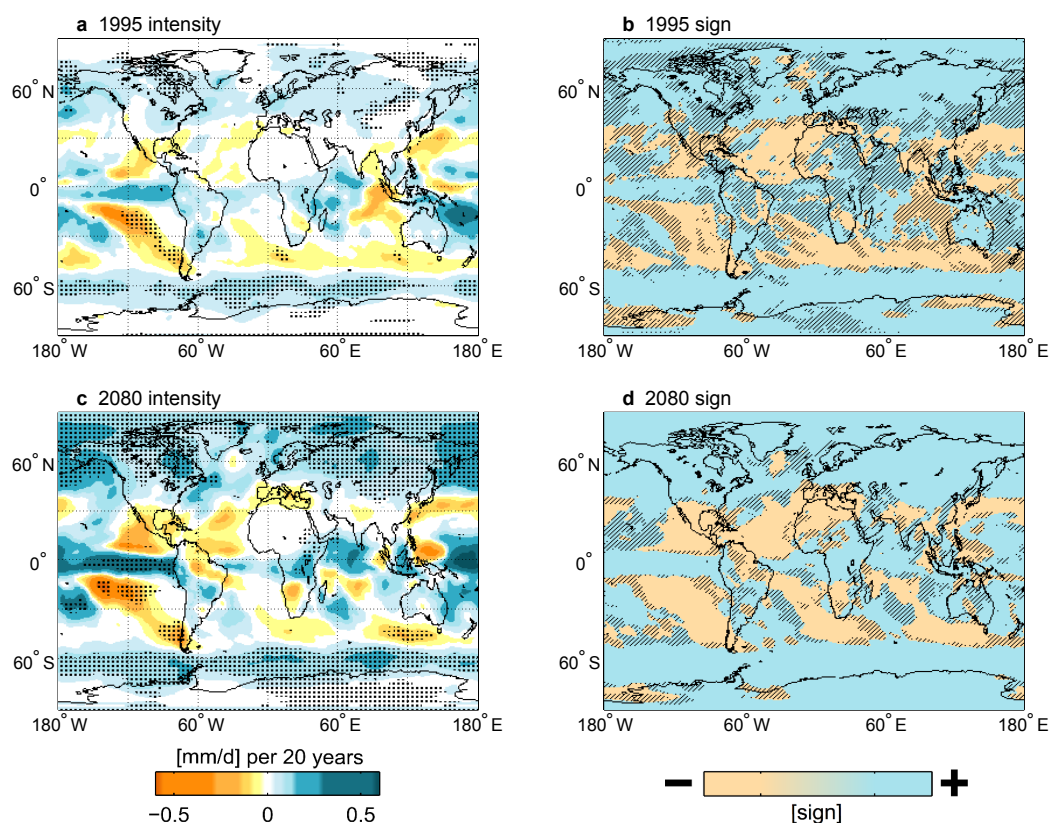 a 1995 intensity
b 1995 sign
60° N
0°
60° S
180° W
60° W
60° E
180° E
60° N
0°
60° S
180° W
60° W
60° E
180° E
c 2080 intensity
d 2080 sign
60° N
0°
60° S
180° W
60° W
60° E
180° E
60° N
0°
60° S
180° W
60° W
60° E
180° E
[mm/d] per 20 years
−0.5
0
0.5
− +
[sign]